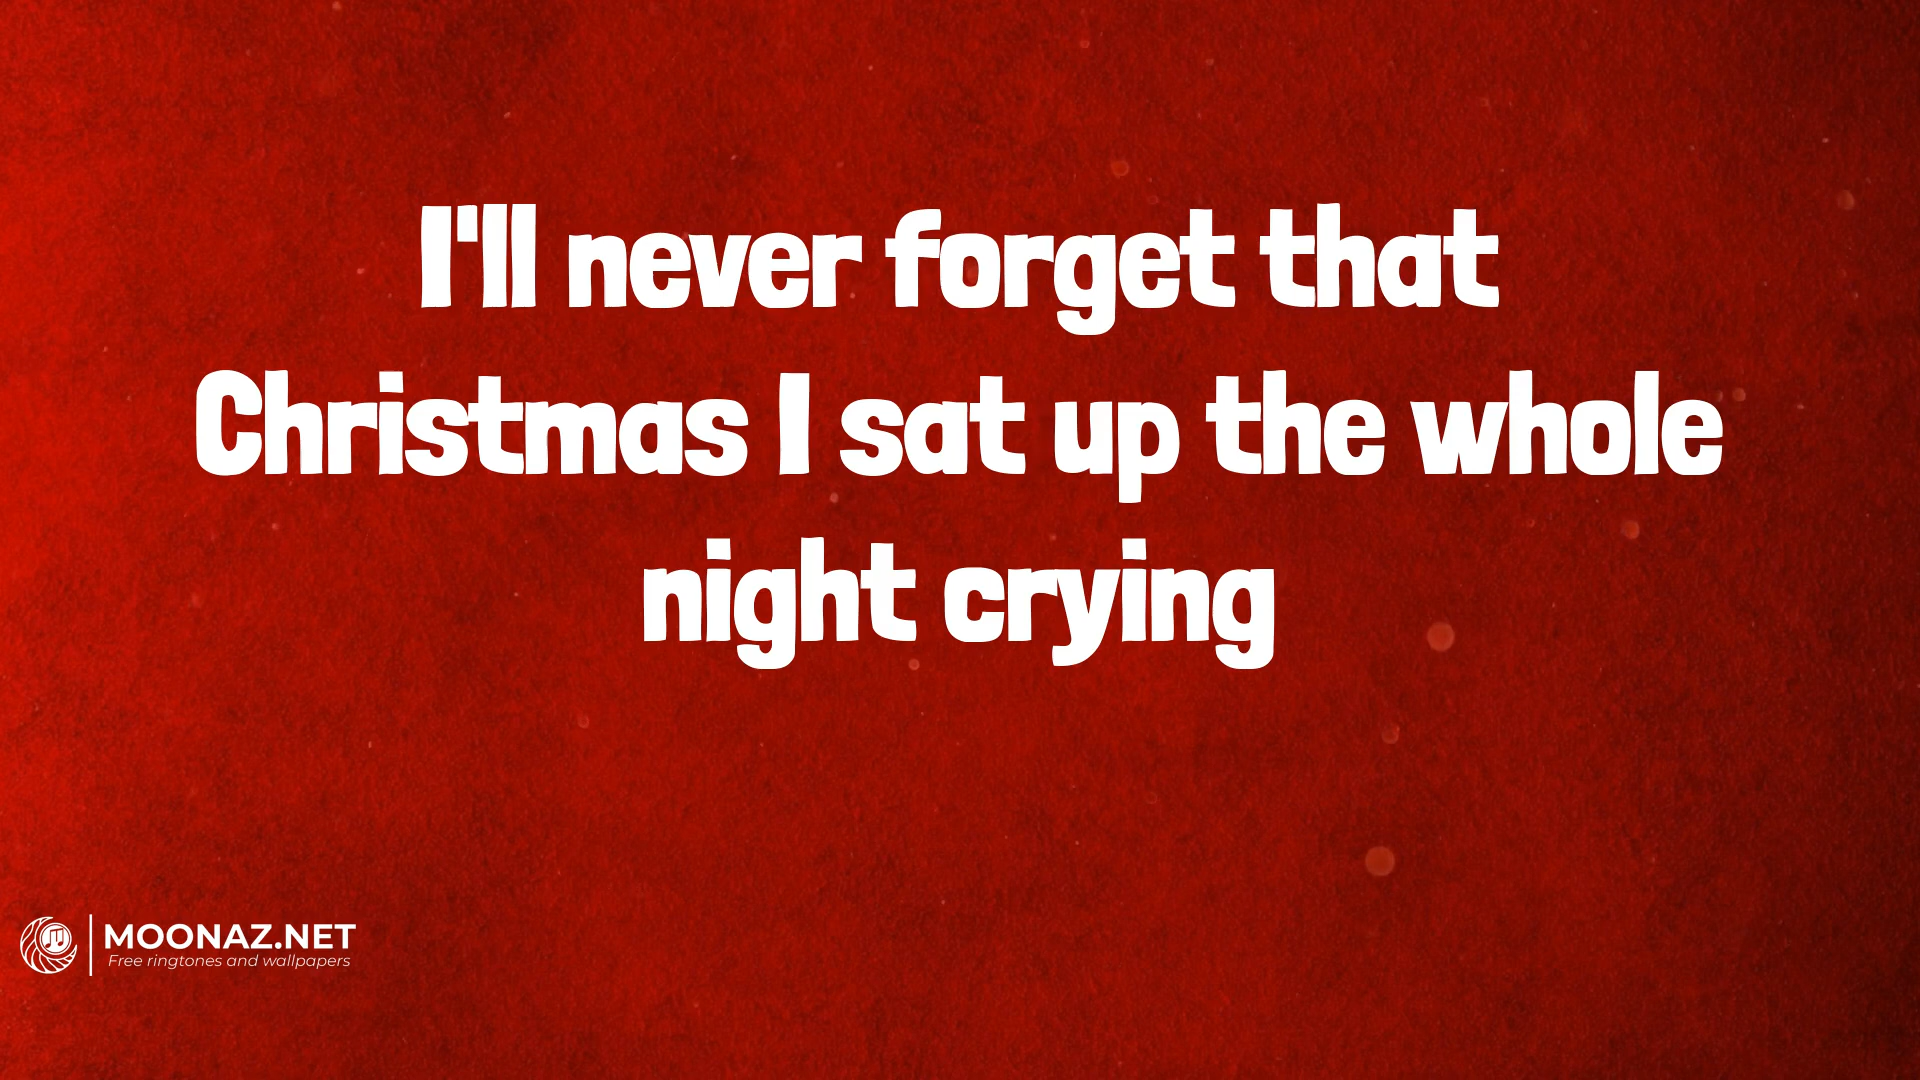 I'll never forget that
Christmas I sat up the whole
night crying
MOONAZ.NET
Free ringtones and wallpapers